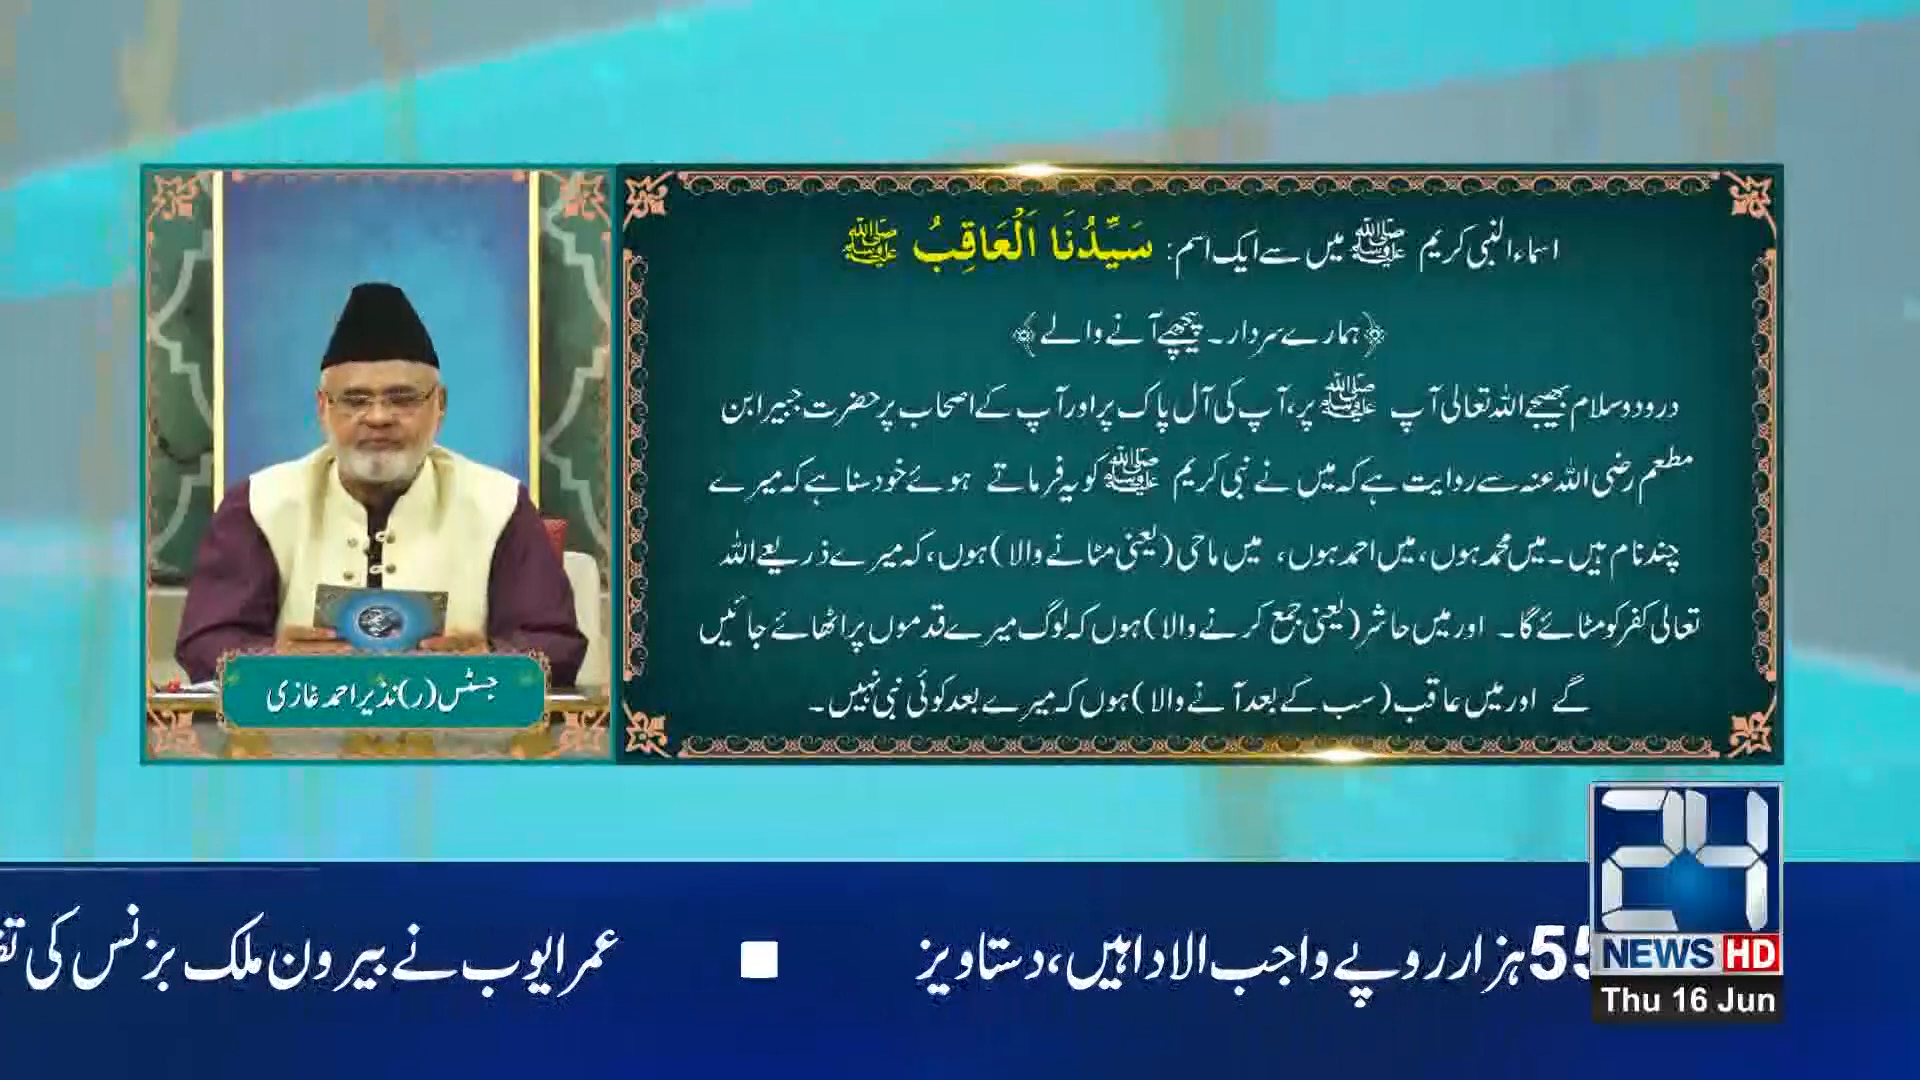 اسماء النبی کریم ﷺ میں سے ایک اسم: سَیِّدُنَا اَلْعَاقِبُ ﷺ
﴿ہمارے سردار۔ پیچھے آنے والے﴾
درود و سلام بھیجے اللہ تعالی آپ ﷺ پر، آپ کی آل پاک پر اور آپ کے اصحاب پر حضرت جبیر ابن
مطعم رضی اللہ عنہ سے روایت ہے کہ میں نے نبی کریم ﷺ کو یہ فرماتے ہوئے خود سنا ہے کہ میرے
چند نام ہیں۔ میں محمد ہوں، میں احمد ہوں، میں ماحی (یعنی مٹانے والا) ہوں، کہ میرے ذریعے اللہ
تعالی کفر کو مٹائے گا۔ اور میں حاشر (یعنی جمع کرنے والا) ہوں کہ لوگ میرے قدموں پر اٹھائے جائیں
گے اور میں عاقب (سب کے بعد آنے والا) ہوں کہ میرے بعد کوئی نبی نہیں۔
جسٹس (ر) نذیر احمد غازی
24
NEWS HD
Thu 16 Jun
55 ہزار روپے واجب الادا ہیں، دستاویز ■ عمر ایوب نے بیرون ملک بزنس کی